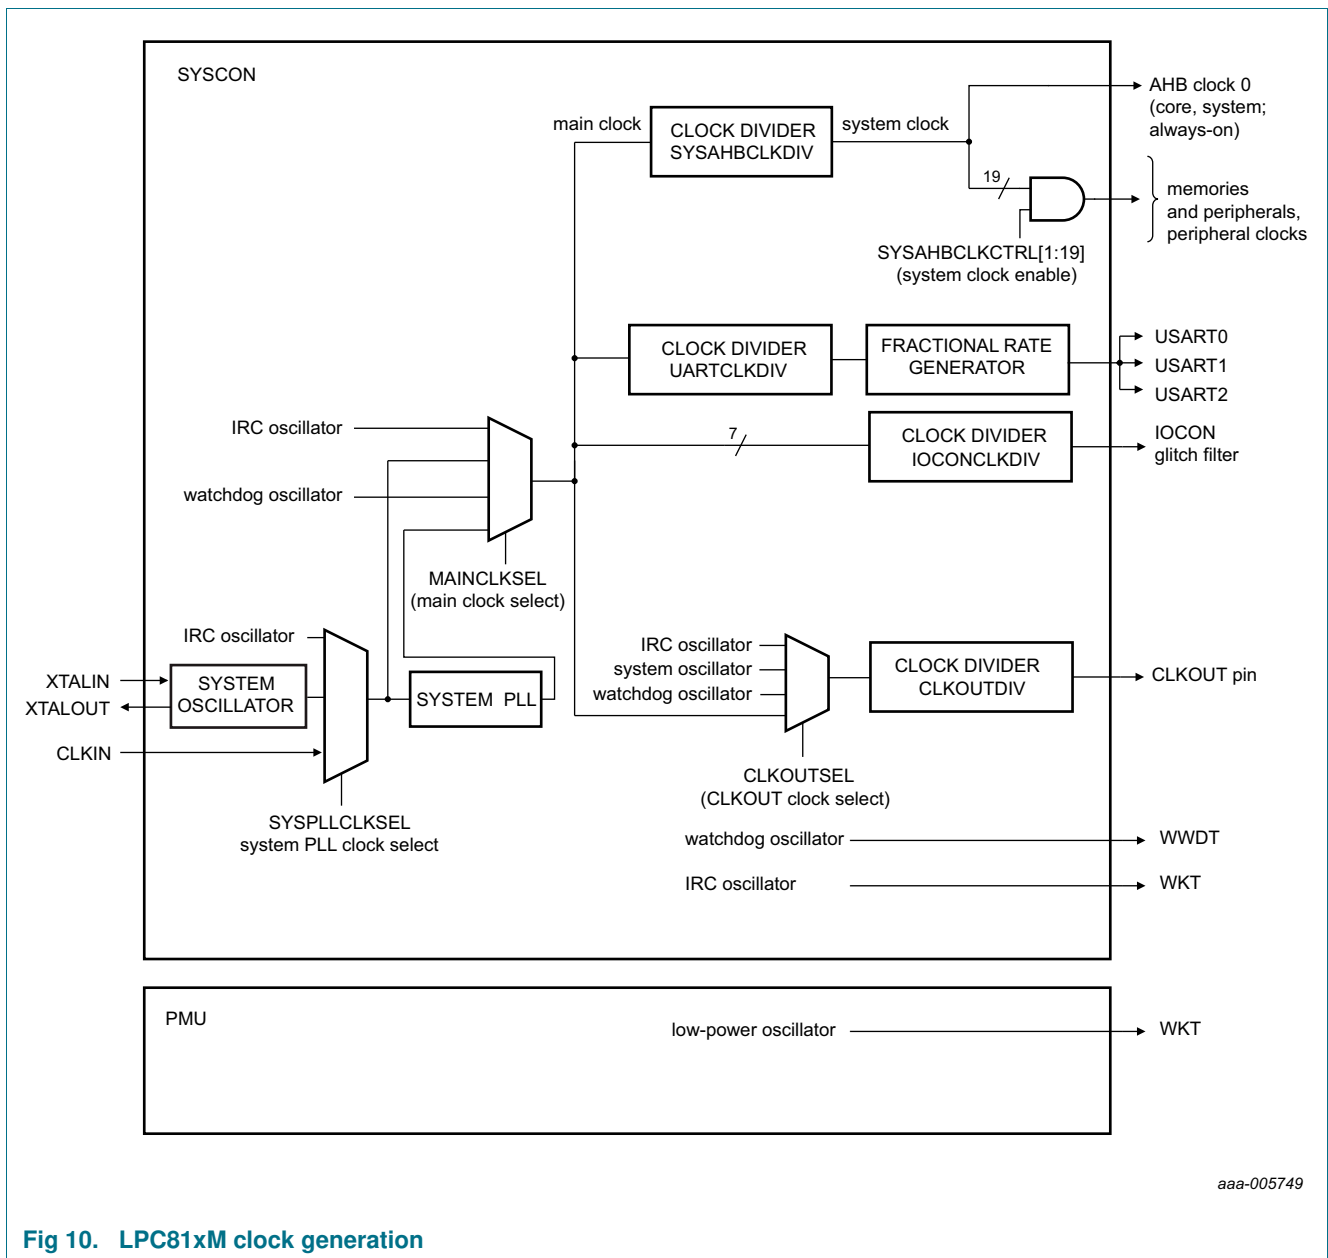 SYSCON
AHB clock 0
(core, system;
always-on)
main clock
CLOCK DIVIDER
SYSAHBCLKDIV
system clock
19
memories
and peripherals,
peripheral clocks
SYSAHBCLKCTRL[1:19]
(system clock enable)
CLOCK DIVIDER
UARTCLKDIV
FRACTIONAL RATE
GENERATOR
USART0
USART1
USART2
IRC oscillator
7
CLOCK DIVIDER
IOCONCLKDIV
IOCON
glitch filter
watchdog oscillator
MAINCLKSEL
(main clock select)
IRC oscillator
XTALIN
XTALOUT
SYSTEM
OSCILLATOR
CLKIN
SYSTEM PLL
SYSPLLCLKSEL
system PLL clock select
IRC oscillator
system oscillator
watchdog oscillator
CLOCK DIVIDER
CLKOUTDIV
CLKOUT pin
CLKOUTSEL
(CLKOUT clock select)
watchdog oscillator
WWDT
IRC oscillator
WKT
PMU
low-power oscillator
WKT
aaa-005749
Fig 10. LPC81xM clock generation